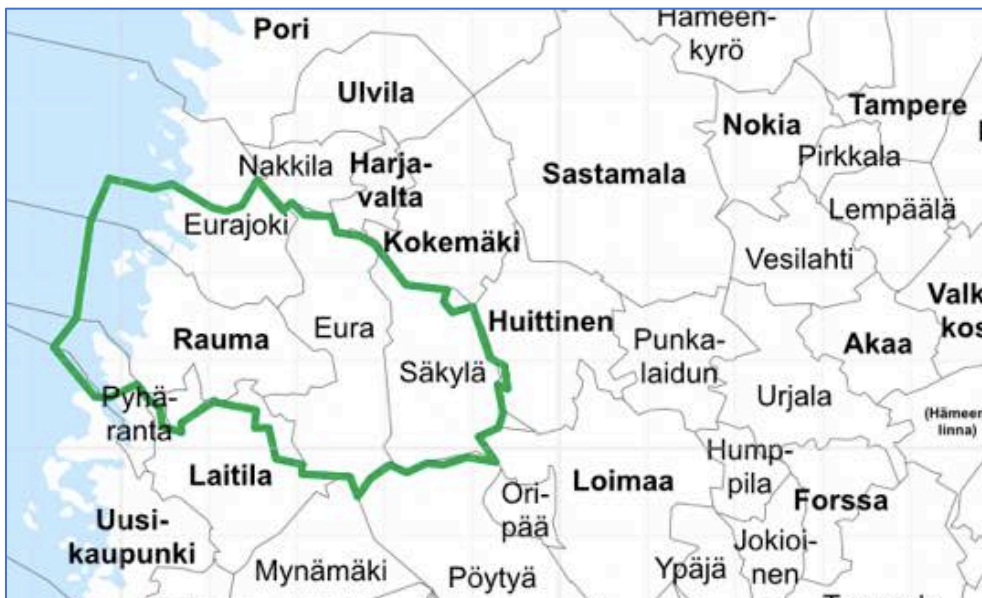 Hämeen-
kyrö
Pori
Ulvila
Tampere
Nokia
Pirkkala
Nakkila
Harja-
valta
Sastamala
Lempäälä
Eurajoki
Kokemäki
Vesilahti
Valk
kos
Huittinen
Rauma
Eura
Punka-
laidun
Akaa
Säkylä
Urjala
Pyhä-
ranta
(Hämeen
linna)
Laitila
Hump-
pila
Loimaa
Ori-
pää
Forssa
Uusi-
kaupunki
Jokioi-
nen
Mynämäki
Pöytyä
Ypäjä